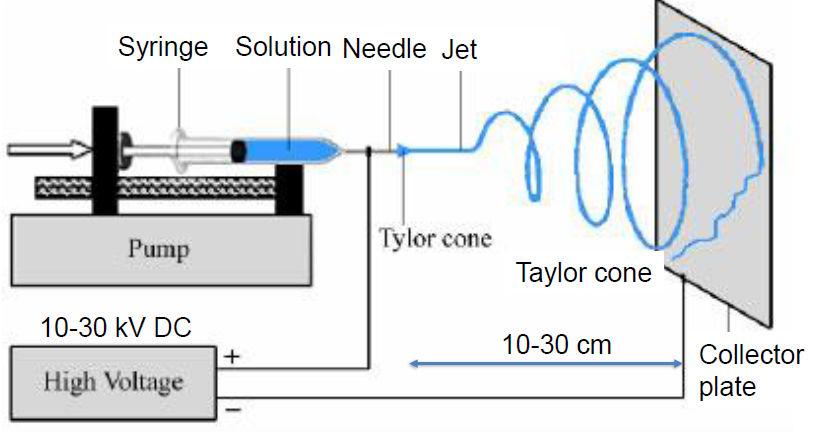 Syringe Solution Needle Jet
Tylor cone
Pump
Taylor cone
10-30 kV DC
10-30 cm
Collector
plate
+
High Voltage
−